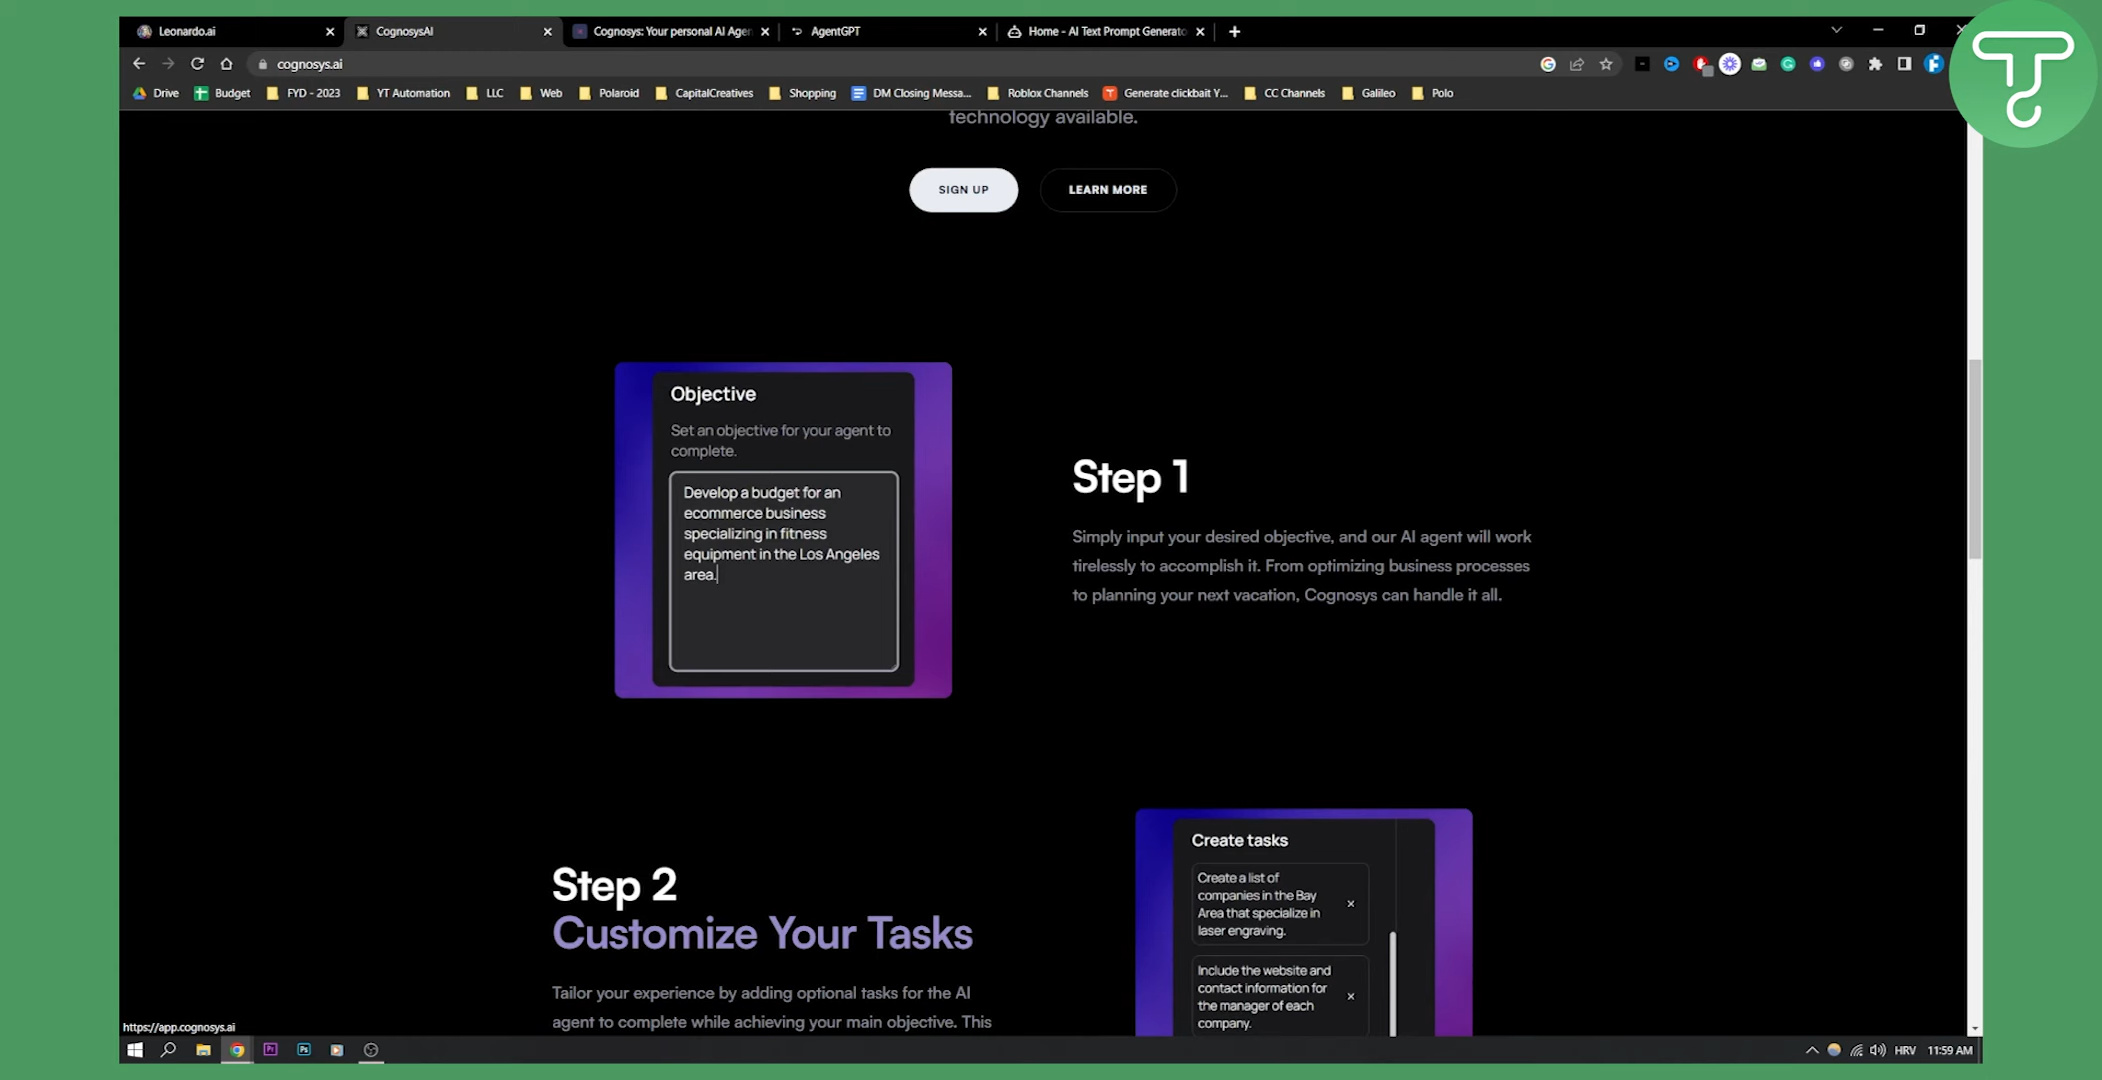 Leonardo.ai
CognosysAI
Cognosys: Your personal AI Agen
AgentGPT
Home - AI Text Prompt Generato
cognosys.ai
Drive
Budget
FYD - 2023
YT Automation
LLC
Web
Polaroid
CapitalCreatives
Shopping
DM Closing Messa...
Roblox Channels
Generate clickbait Y...
CC Channels
Galileo
Polo
technology available.
SIGN UP
LEARN MORE
Objective
Set an objective for your agent to
complete.
Develop a budget for an
ecommerce business
specializing in fitness
equipment in the Los Angeles
area.
Step 1
Simply input your desired objective, and our AI agent will work
tirelessly to accomplish it. From optimizing business processes
to planning your next vacation, Cognosys can handle it all.
Step 2
Customize Your Tasks
Tailor your experience by adding optional tasks for the AI
agent to complete while achieving your main objective. This
Create tasks
Create a list of
companies in the Bay
Area that specialize in
laser engraving.
Include the website and
contact information for
the manager of each
company.
https://app.cognosys.ai
Pr
Ps
HRV
11:59 AM